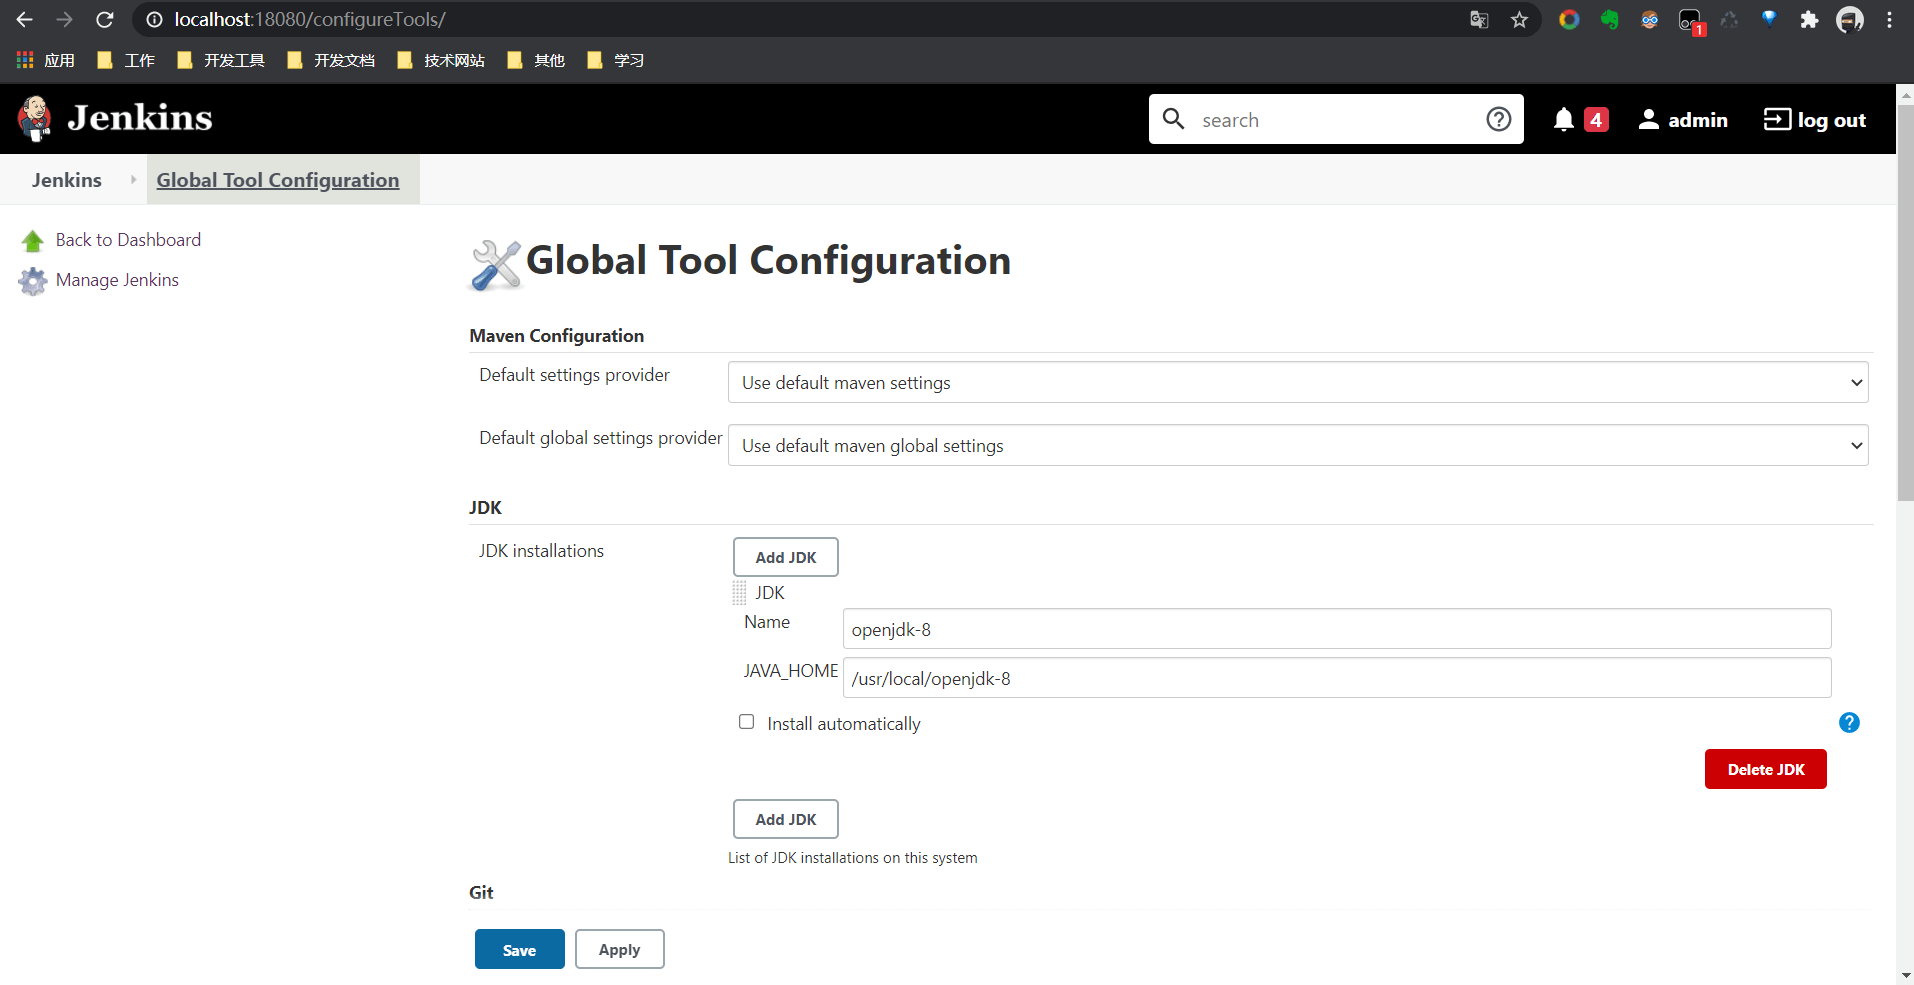 localhost:18080/configureTools/
1
应用 工作 开发工具 开发文档 技术网站 其他 学习
Jenkins search 4 admin log out
Jenkins Global Tool Configuration
Back to Dashboard
Manage Jenkins
Global Tool Configuration
Maven Configuration
Default settings provider Use default maven settings
Default global settings provider Use default maven global settings
JDK
JDK installations Add JDK
JDK
Name openjdk-8
JAVA_HOME /usr/local/openjdk-8
Install automatically
Delete JDK
Add JDK
List of JDK installations on this system
Git
Save Apply